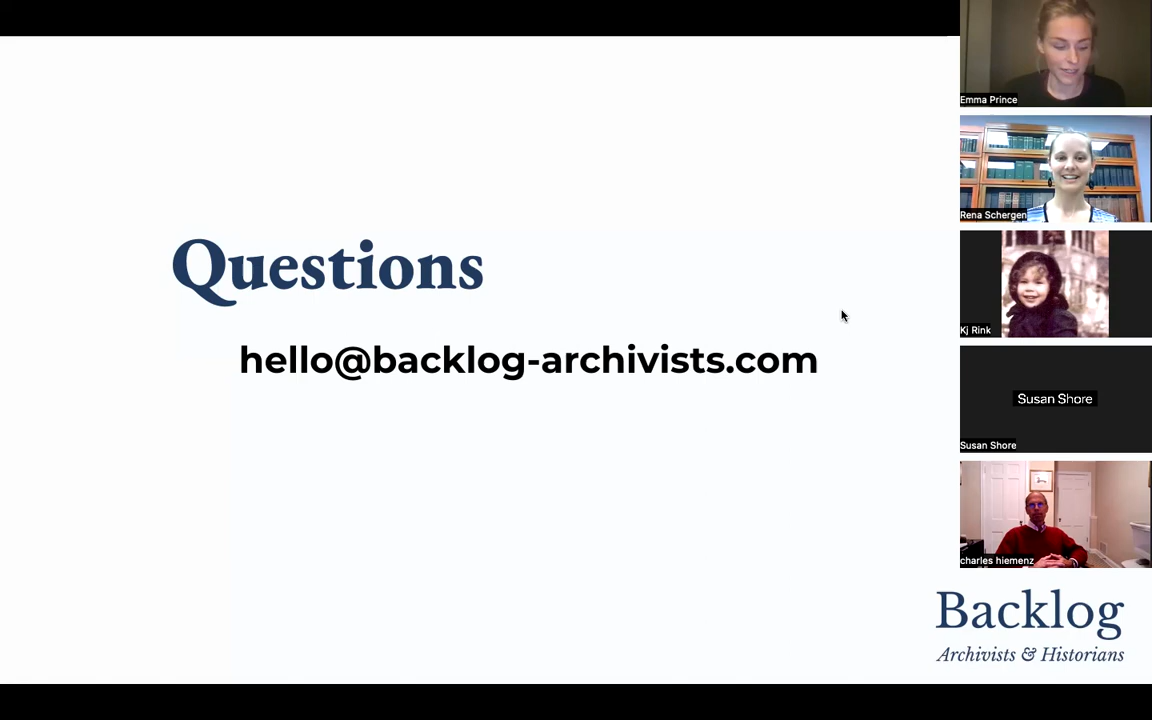 Questions
hello@backlog-archivists.com
Emma Prince
Rena Schergen
Kj Rink
Susan Shore
Susan Shore
charles hiemenz
Backlog
Archivists & Historians